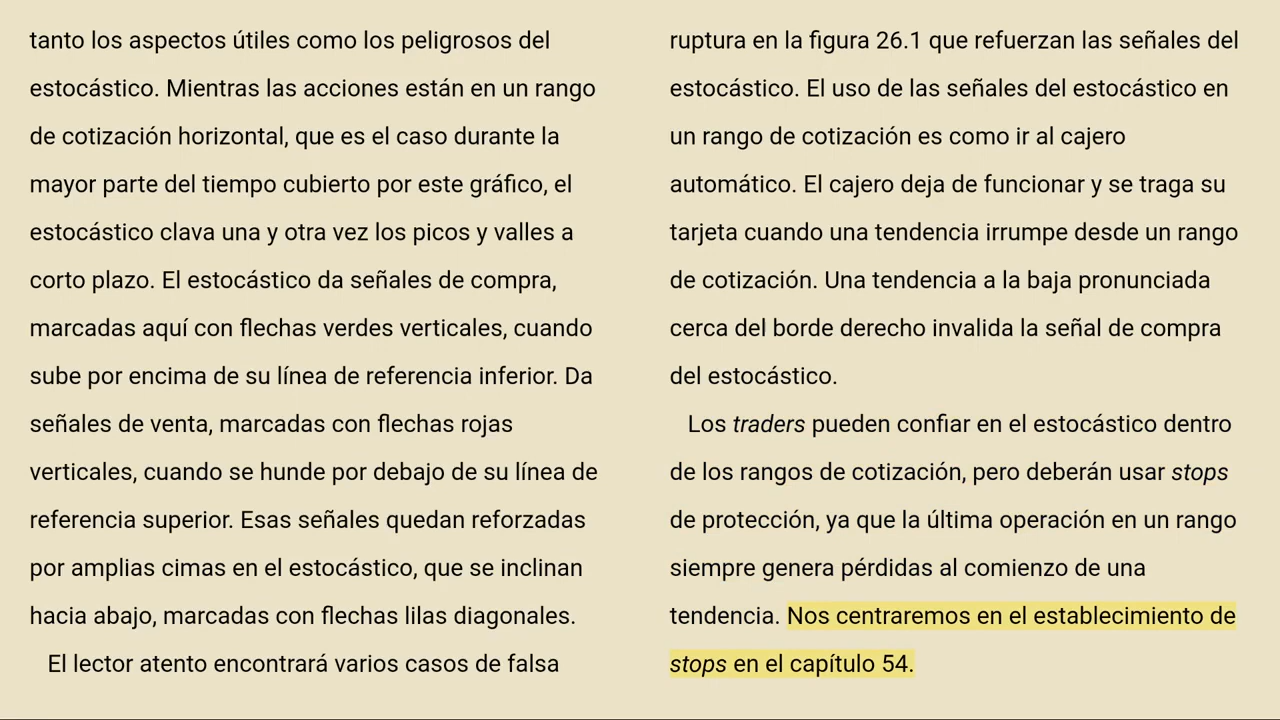 tanto los aspectos útiles como los peligrosos del
estocástico. Mientras las acciones están en un rango
de cotización horizontal, que es el caso durante la
mayor parte del tiempo cubierto por este gráfico, el
estocástico clava una y otra vez los picos y valles a
corto plazo. El estocástico da señales de compra,
marcadas aquí con flechas verdes verticales, cuando
sube por encima de su línea de referencia inferior. Da
señales de venta, marcadas con flechas rojas
verticales, cuando se hunde por debajo de su línea de
referencia superior. Esas señales quedan reforzadas
por amplias cimas en el estocástico, que se inclinan
hacia abajo, marcadas con flechas lilas diagonales.
El lector atento encontrará varios casos de falsa
ruptura en la figura 26.1 que refuerzan las señales del
estocástico. El uso de las señales del estocástico en
un rango de cotización es como ir al cajero
automático. El cajero deja de funcionar y se traga su
tarjeta cuando una tendencia irrumpe desde un rango
de cotización. Una tendencia a la baja pronunciada
cerca del borde derecho invalida la señal de compra
del estocástico.
Los traders pueden confiar en el estocástico dentro
de los rangos de cotización, pero deberán usar stops
de protección, ya que la última operación en un rango
siempre genera pérdidas al comienzo de una
tendencia. Nos centraremos en el establecimiento de
stops en el capítulo 54.